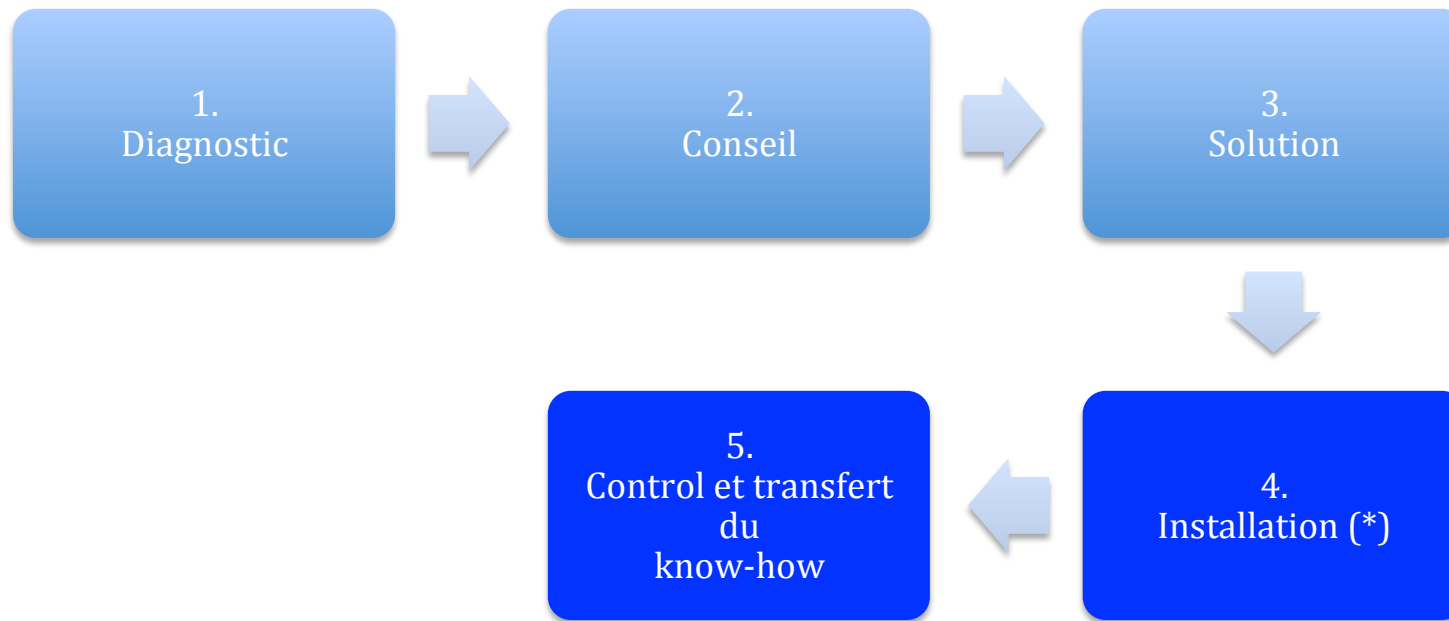 1.
Diagnostic
2.
Conseil
3.
Solution
4.
Installation (*)
5.
Control et transfert
du
know-how